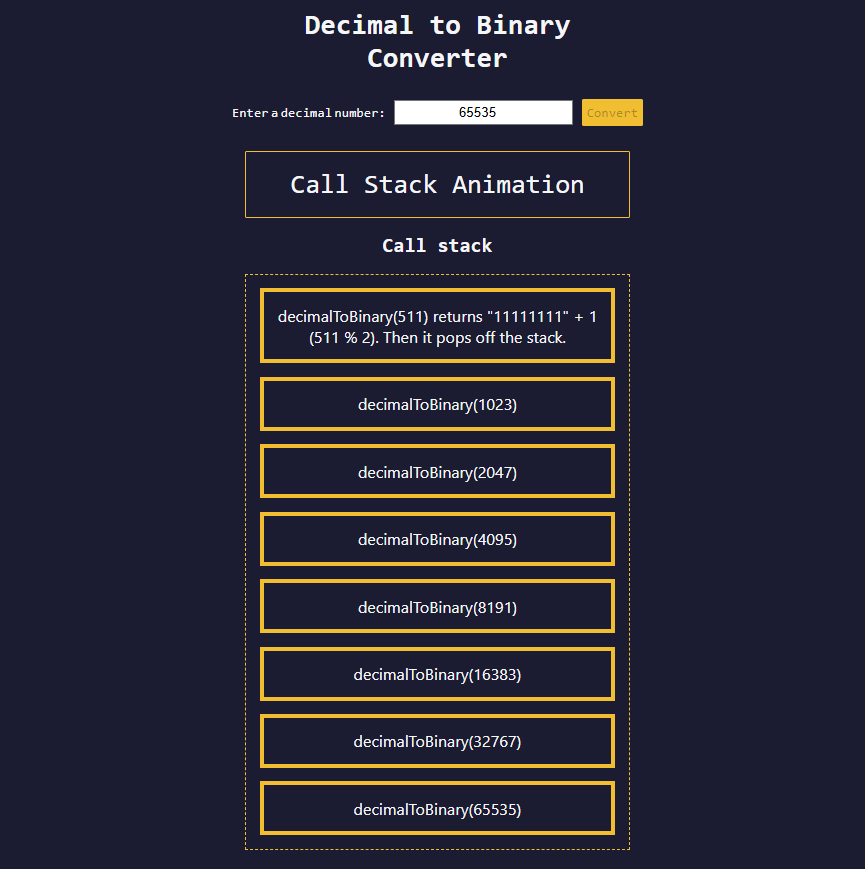 Decimal to Binary
Converter
Enter a decimal number: 65535 Convert
Call Stack Animation
Call stack
decimalToBinary(511) returns "11111111" + 1
(511 % 2). Then it pops off the stack.
decimalToBinary(1023)
decimalToBinary(2047)
decimalToBinary(4095)
decimalToBinary(8191)
decimalToBinary(16383)
decimalToBinary(32767)
decimalToBinary(65535)